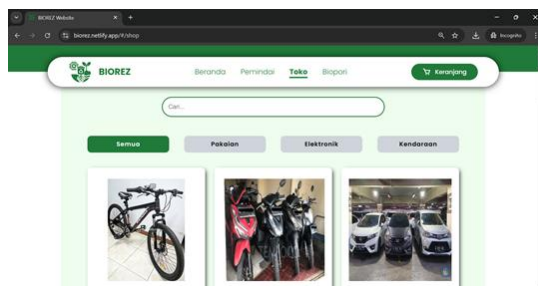 BIOREZ Website
biorez.netlify.app/#/shop
Incognito
BIOREZ
Beranda Pemindai Toko Biopori
Keranjang
Cari...
Semua Pakaian Elektronik Kendaraan